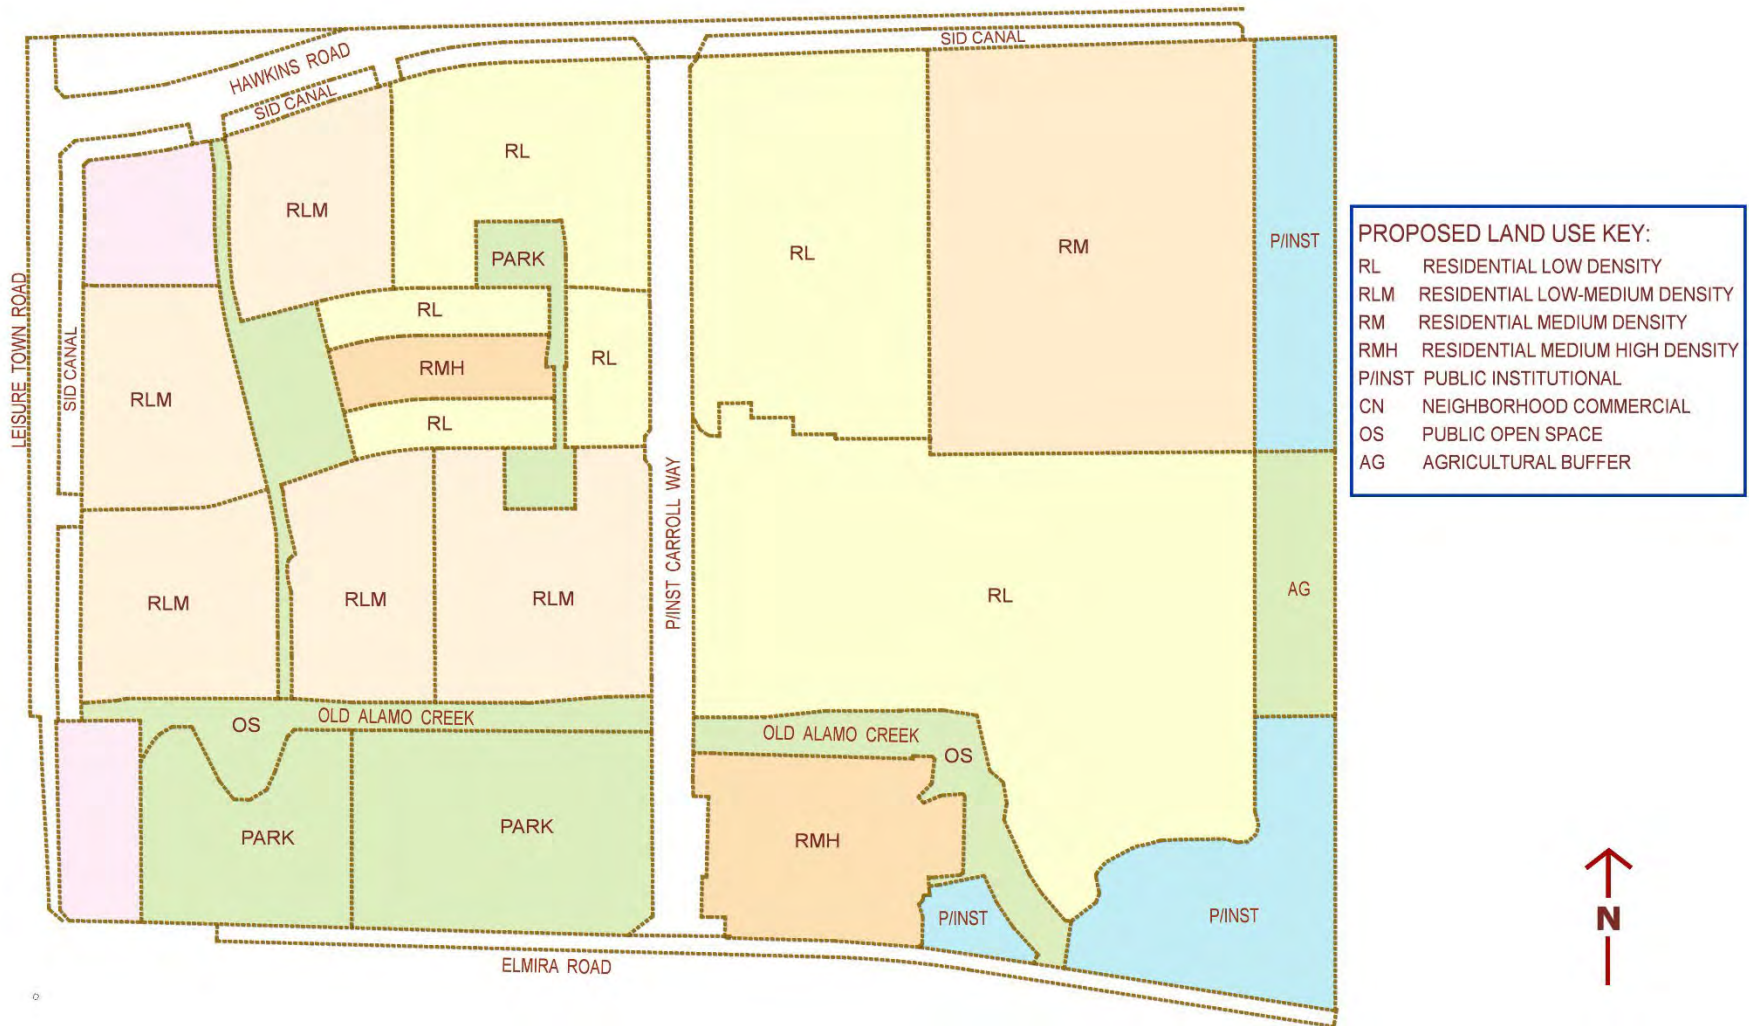 SID CANAL
HAWKINS ROAD
SID CANAL
RL
RLM
RL
RM
P/INST
PARK
RL
LEISURE TOWN ROAD
SID CANAL
RLM
RMH
RL
RL
P/INST CARROLL WAY
RLM
RLM
RLM
RL
AG
OS
OLD ALAMO CREEK
OLD ALAMO CREEK
OS
PARK
PARK
RMH
P/INST
P/INST
ELMIRA ROAD
PROPOSED LAND USE KEY:
RL RESIDENTIAL LOW DENSITY
RLM RESIDENTIAL LOW-MEDIUM DENSITY
RM RESIDENTIAL MEDIUM DENSITY
RMH RESIDENTIAL MEDIUM HIGH DENSITY
P/INST PUBLIC INSTITUTIONAL
CN NEIGHBORHOOD COMMERCIAL
OS PUBLIC OPEN SPACE
AG AGRICULTURAL BUFFER
N